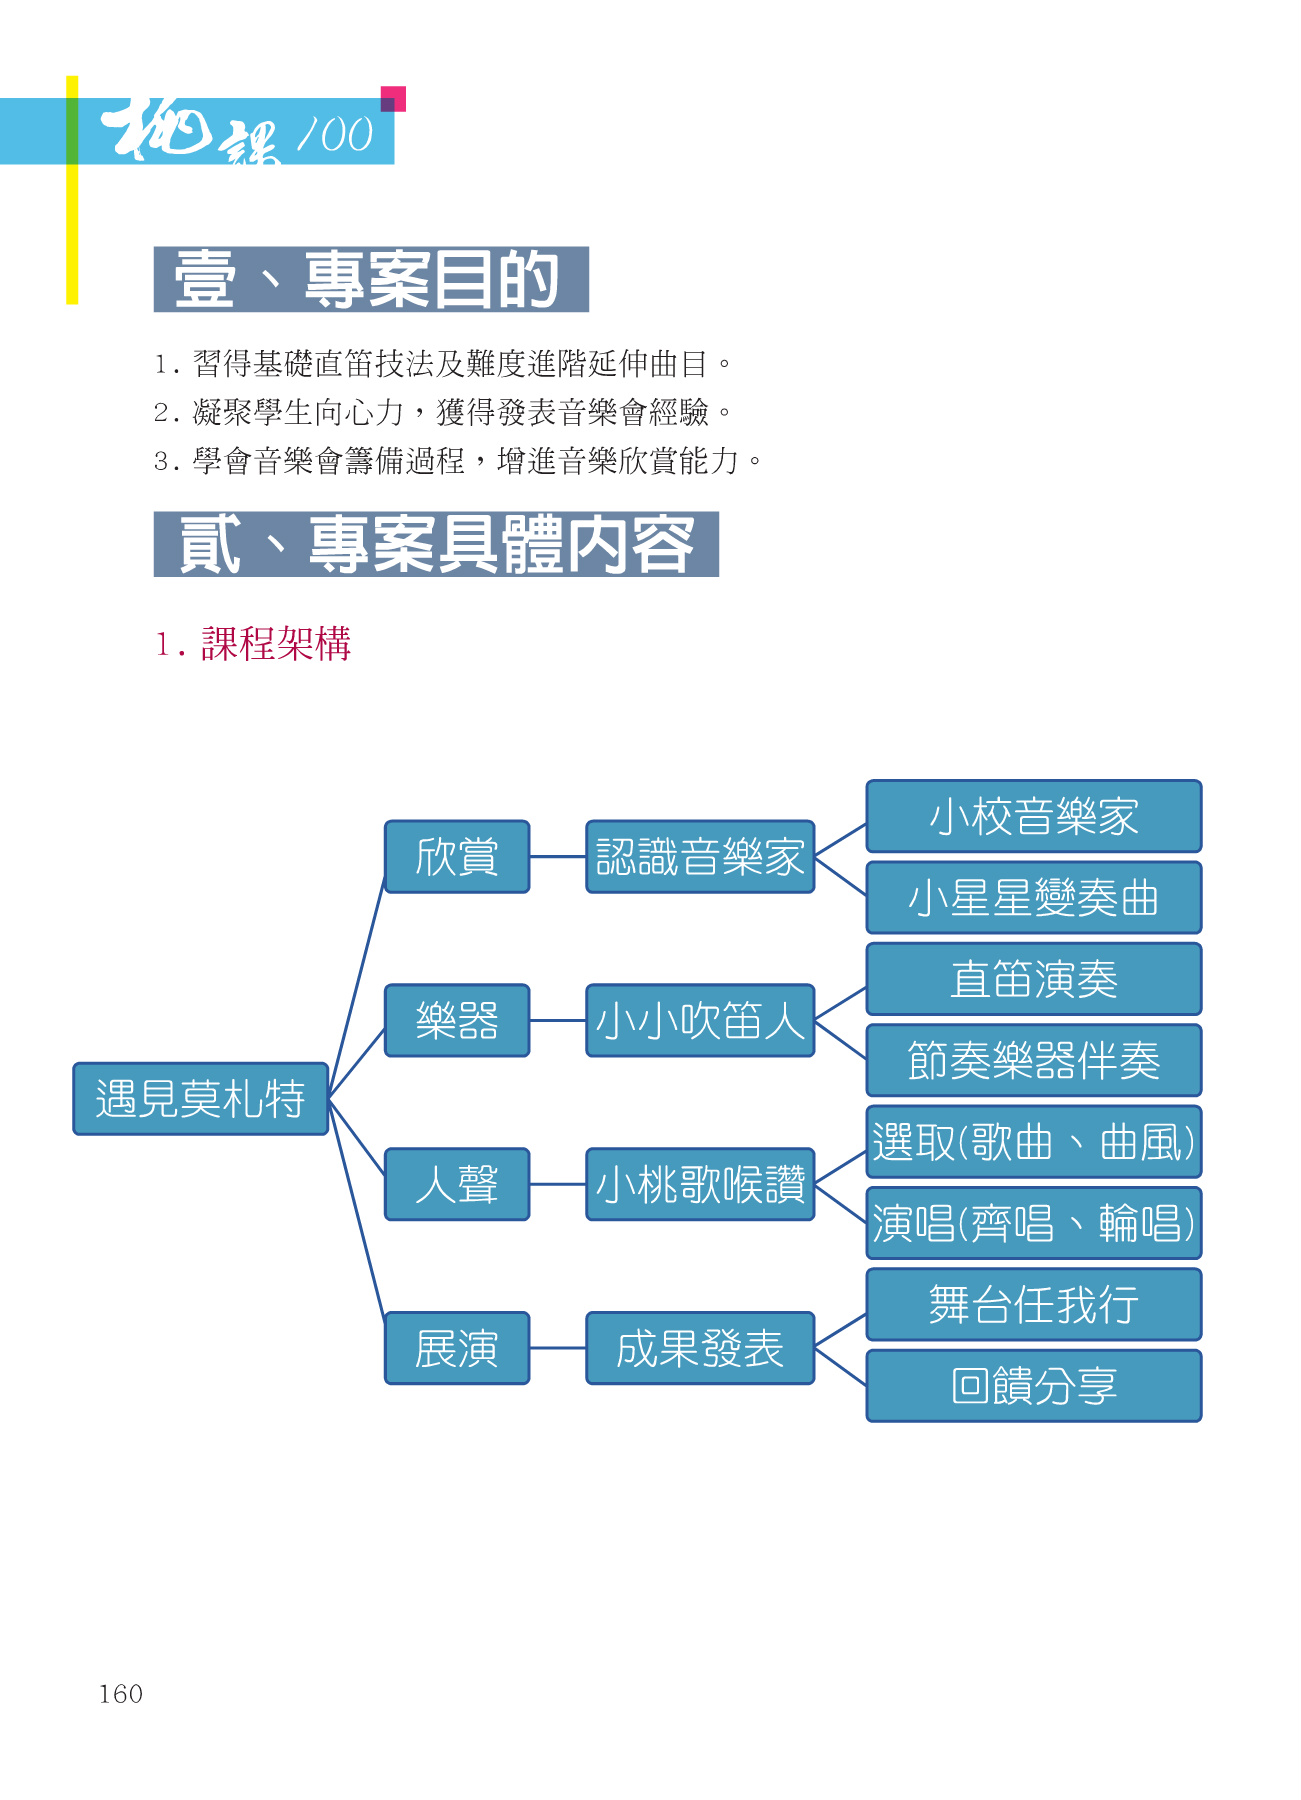 桃課100
壹、專案目的
1. 習得基礎直笛技法及難度進階延伸曲目。
2. 凝聚學生向心力，獲得發表音樂會經驗。
3. 學會音樂會籌備過程，增進音樂欣賞能力。
貳、專案具體內容
1. 課程架構
遇見莫札特
欣賞
認識音樂家
小校音樂家
小星星變奏曲
樂器
小小吹笛人
直笛演奏
節奏樂器伴奏
人聲
小桃歌喉讚
選取(歌曲、曲風)
演唱(齊唱、輪唱)
展演
成果發表
舞台任我行
回饋分享
160